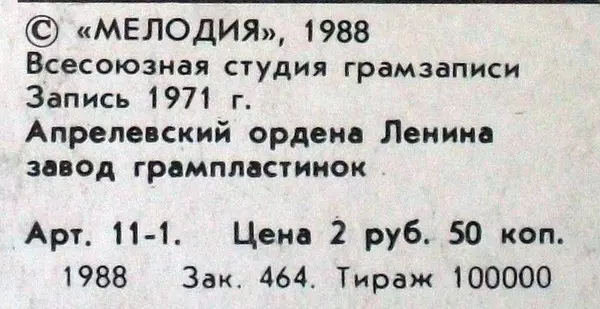 © «МЕЛОДИЯ», 1988
Всесоюзная студия грамзаписи
Запись 1971 г.
Апрелевский ордена Ленина
завод грампластинок
Арт. 11-1. Цена 2 руб. 50 коп.
1988 Зак. 464. Тираж 100000